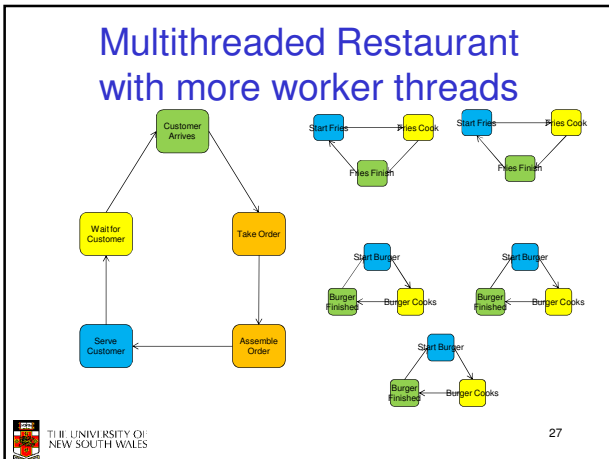 Multithreaded Restaurant
with more worker threads
Customer
Arrives
Wait for
Customer
Take Order
Serve
Customer
Assemble
Order
Start Fries
Fries Cook
Fries Finish
Start Fries
Fries Cook
Fries Finish
Start Burger
Burger
Finished
Burger Cooks
Start Burger
Burger
Finished
Burger Cooks
Start Burger
Burger
Finished
Burger Cooks
THE UNIVERSITY OF
NEW SOUTH WALES
27